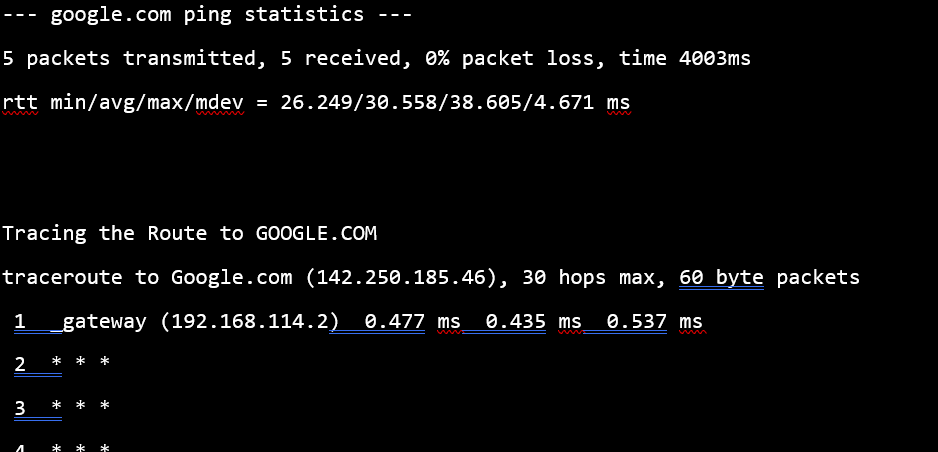 --- google.com ping statistics ---
5 packets transmitted, 5 received, 0% packet loss, time 4003ms
rtt min/avg/max/mdev = 26.249/30.558/38.605/4.671 ms
Tracing the Route to GOOGLE.COM
traceroute to Google.com (142.250.185.46), 30 hops max, 60 byte packets
1 _gateway (192.168.114.2) 0.477 ms 0.435 ms 0.537 ms
2 * * *
3 * * *
4 * * *